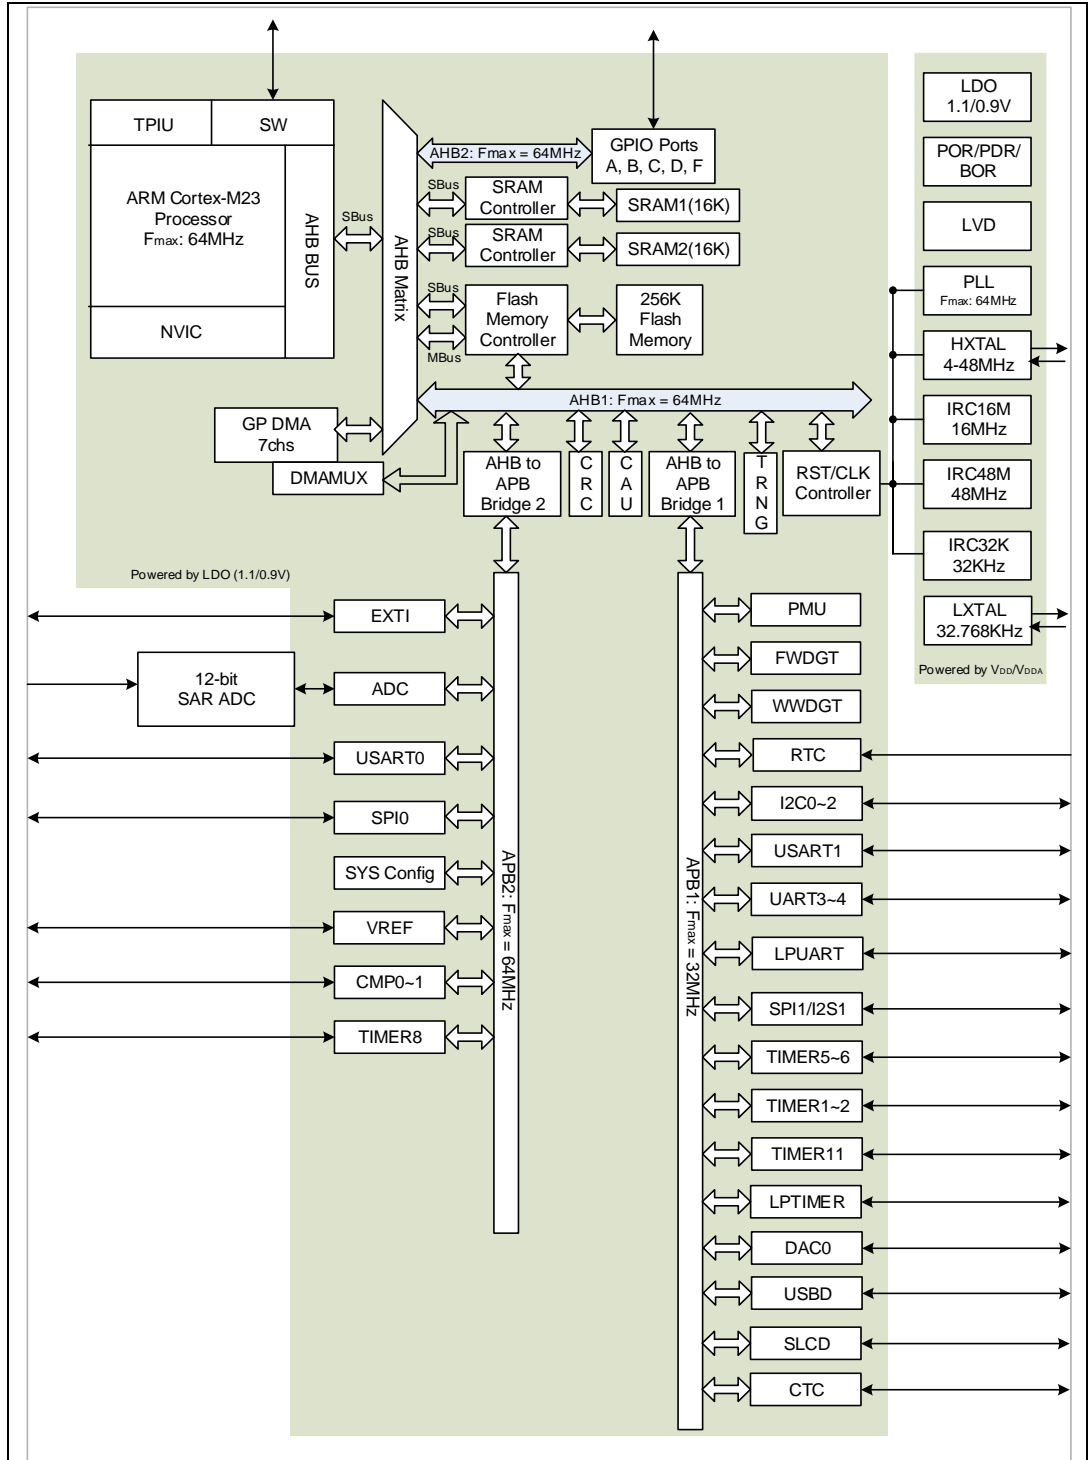 TPIU
SW
ARM Cortex-M23
Processor
Fmax: 64MHz
AHB BUS
NVIC
SBus
AHB Matrix
GP DMA
7chs
DMAMUX
AHB2: Fmax = 64MHz
GPIO Ports
A, B, C, D, F
SBus
SRAM
Controller
SRAM1(16K)
SBus
SRAM
Controller
SRAM2(16K)
SBus
Flash
Memory
Controller
MBus
256K
Flash
Memory
AHB1: Fmax = 64MHz
AHB to
APB
Bridge 2
CRC
CAU
AHB to
APB
Bridge 1
TRNG
RST/CLK
Controller
LDO
1.1/0.9V
POR/PDR/
BOR
LVD
PLL
Fmax: 64MHz
HXTAL
4-48MHz
IRC16M
16MHz
IRC48M
48MHz
IRC32K
32KHz
LXTAL
32.768KHz
Powered by VDD/VDDA
Powered by LDO (1.1/0.9V)
EXTI
12-bit
SAR ADC
ADC
USART0
SPI0
SYS Config
VREF
CMP0~1
TIMER8
APB2: Fmax = 64MHz
APB1: Fmax = 32MHz
PMU
FWDGT
WWDGT
RTC
I2C0~2
USART1
UART3~4
LPUART
SPI1/I2S1
TIMER5~6
TIMER1~2
TIMER11
LPTIMER
DAC0
USBD
SLCD
CTC